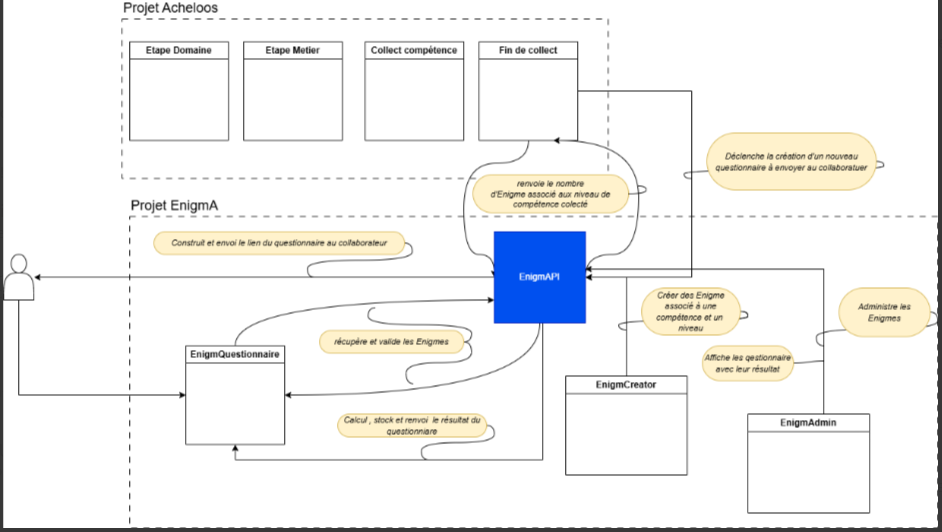 Projet Acheloos
Etape Domaine
Etape Metier
Collect compétence
Fin de collect
Déclenche la création d'un nouveau
questionnaire à envoyer au collaboratuer
renvoie le nombre
d'Enigme associé aux niveau de
compétence colecté
Projet EnigmA
Construit et envoi le lien du questionnaire au collaborateur
EnigmAPI
Créer des Enigme
associé à une
compétence et un
niveau
Administre les
Enigmes
récupère et valide les Enigmes
EnigmQuestionnaire
Affiche les qestionnaire
avec leur résultat
EnigmCreator
Calcul , stock et renvoi le résultat du
questionniare
EnigmAdmin